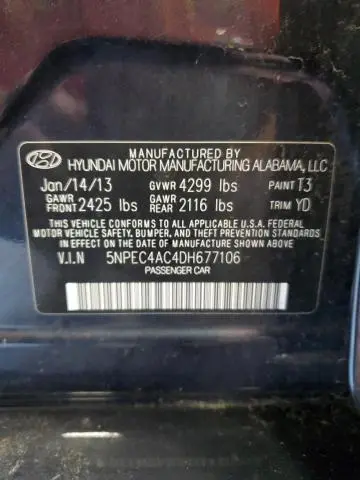 MANUFACTURED BY
HYUNDAI MOTOR MANUFACTURING ALABAMA, LLC
Jan/14/13 GVWR 4299 lbs PAINT T3
GAWR FRONT 2425 lbs GAWR REAR 2116 lbs TRIM YD
THIS VEHICLE CONFORMS TO ALL APPLICABLE U.S.A. FEDERAL
MOTOR VEHICLE SAFETY, BUMPER, AND THEFT PREVENTION
STANDARDS IN EFFECT ON THE DATE OF MANUFACTURE SHOWN ABOVE.
V.I.N 5NPEC4AC4DH677106
PASSENGER CAR